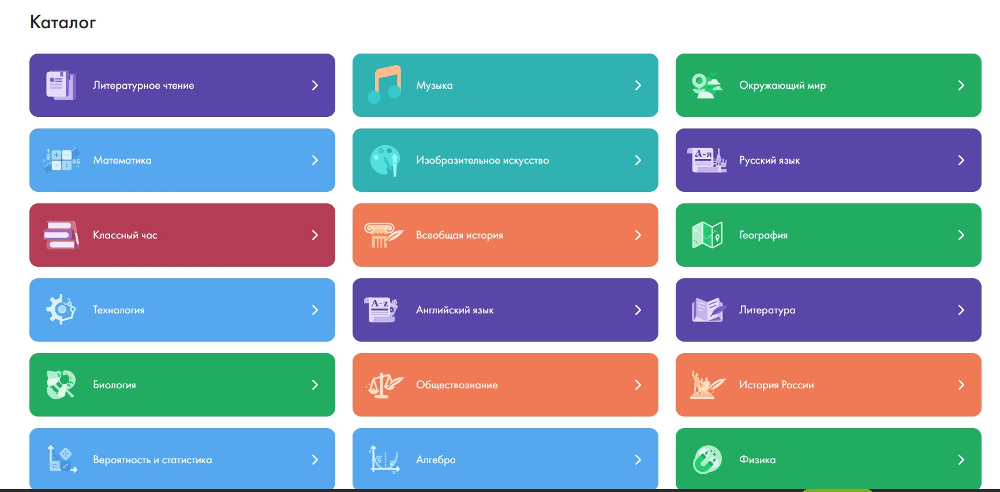 Каталог
Литературное чтение
Музыка
Окружающий мир
Математика
Изобразительное искусство
Русский язык
Классный час
Всеобщая история
География
Технология
Английский язык
Литература
Биология
Обществознание
История России
Вероятность и статистика
Алгебра
Физика